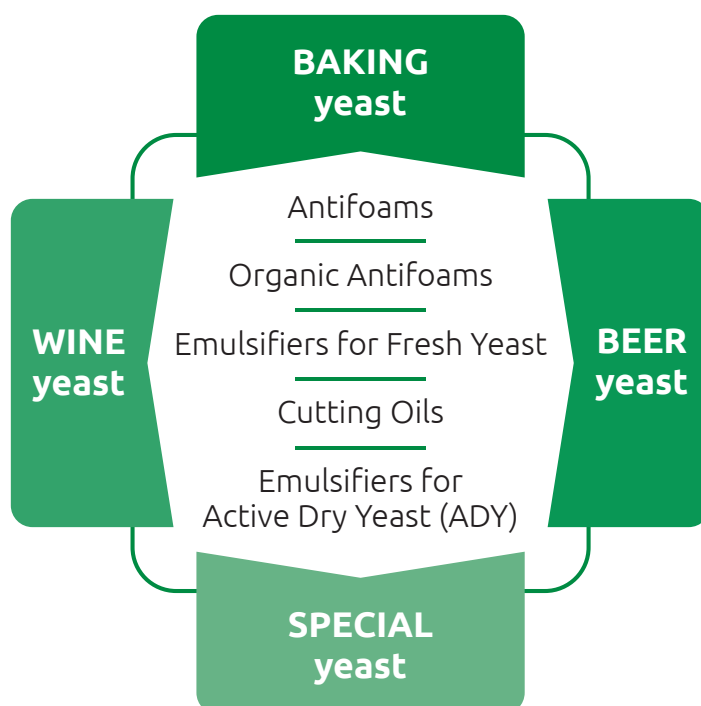 BAKING
yeast
Antifoams
Organic Antifoams
Emulsifiers for Fresh Yeast
Cutting Oils
Emulsifiers for
Active Dry Yeast (ADY)
WINE
yeast
BEER
yeast
SPECIAL
yeast